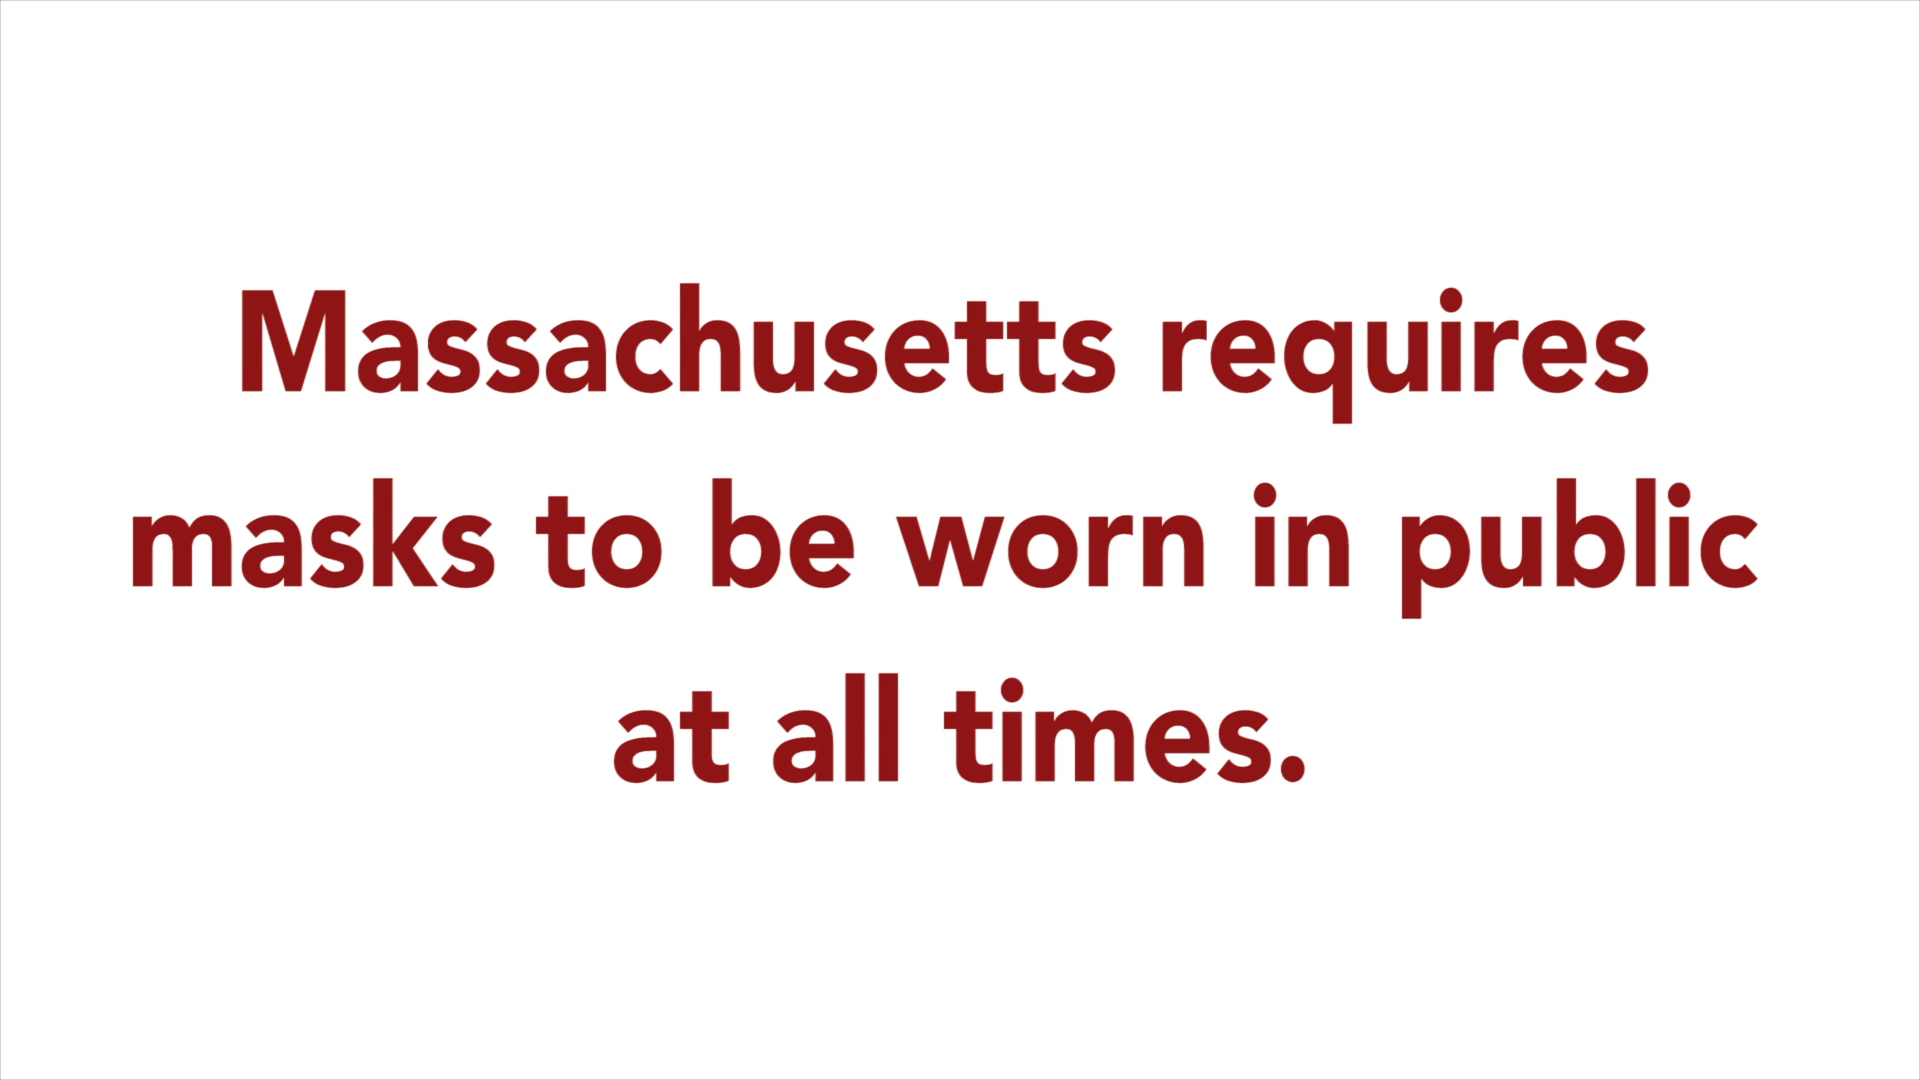 Massachusetts requires
masks to be worn in public
at all times.